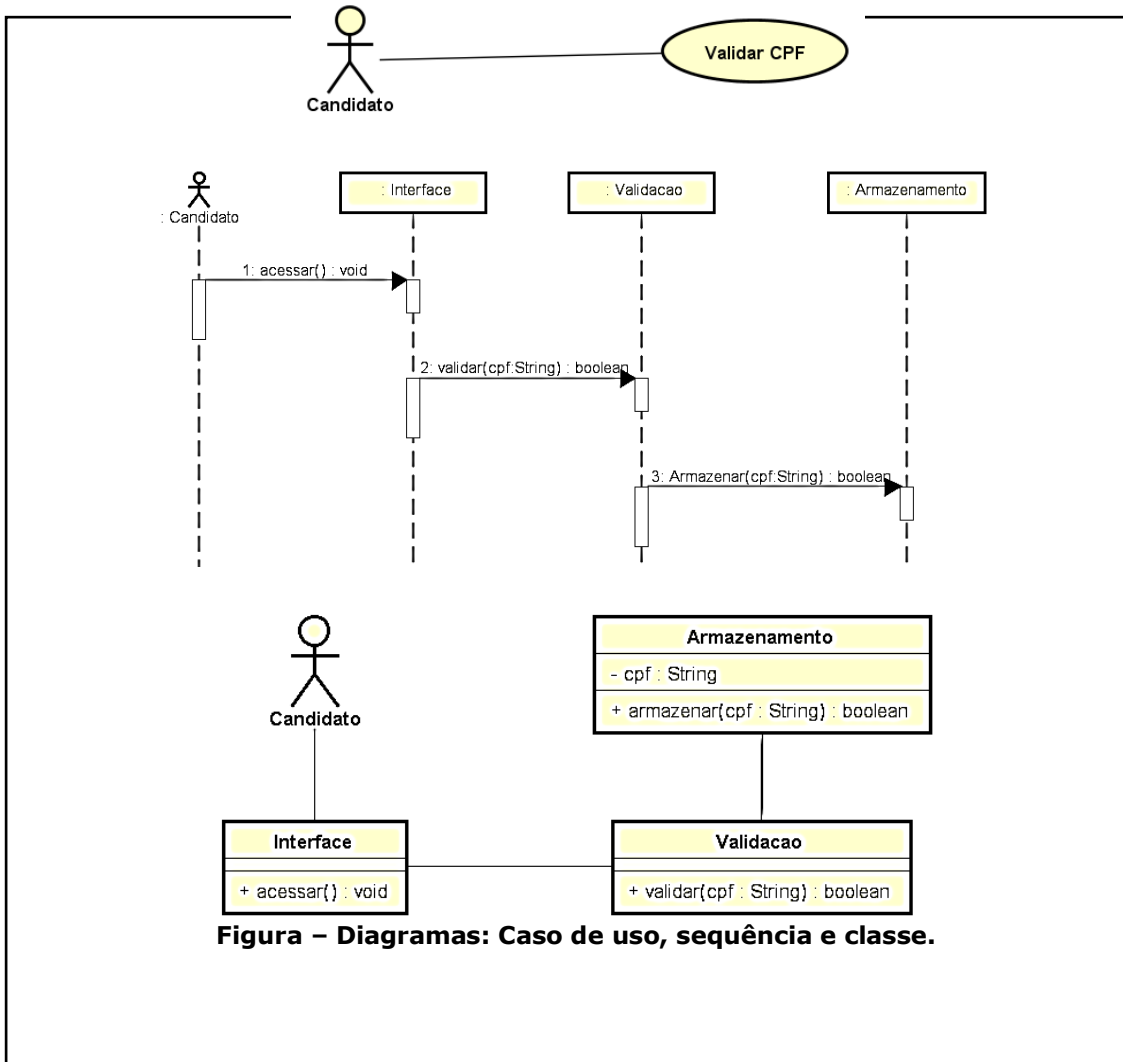 Validar CPF
Candidato
: Candidato
: Interface
: Validacao
: Armazenamento
1: acessar() : void
2: validar(cpf:String) : boolean
3: Armazenar(cpf:String) : boolean
Candidato
Armazenamento
- cpf : String
+ armazenar(cpf : String) : boolean
Interface
+ acessar() : void
Validacao
+ validar(cpf : String) : boolean
Figura – Diagramas: Caso de uso, sequência e classe.